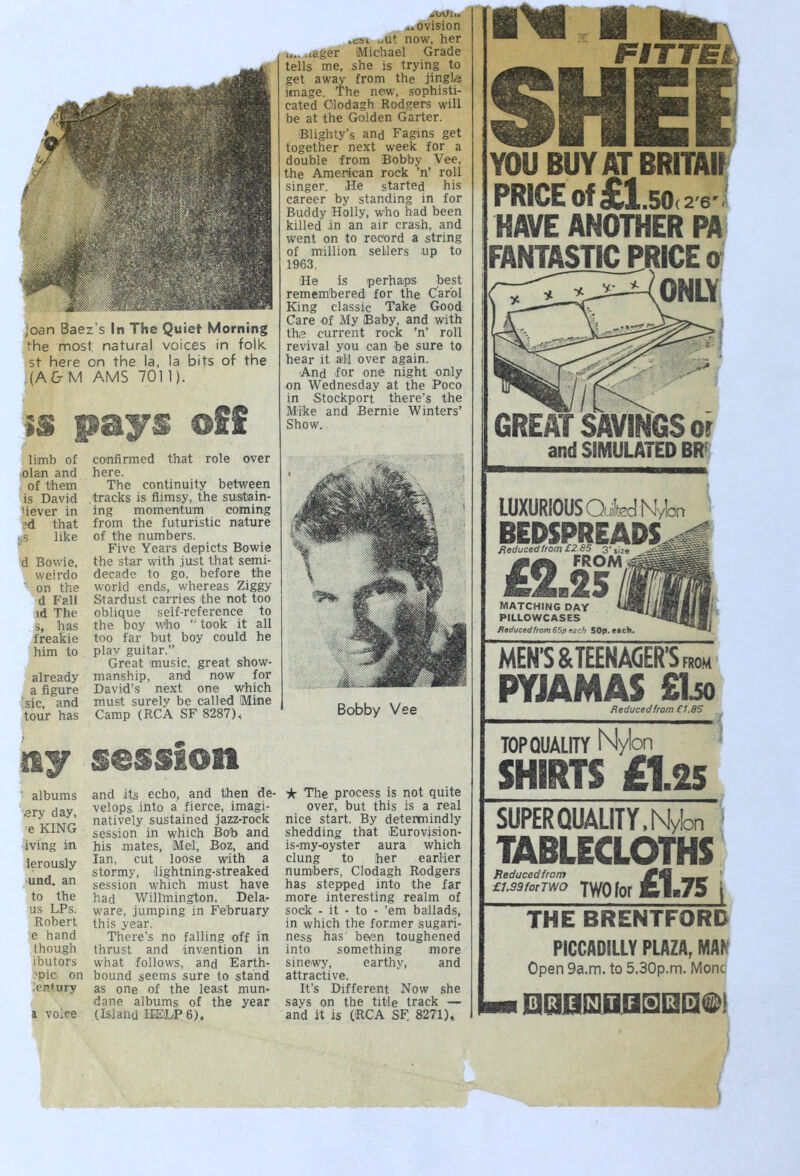 Joan Baez's In The Quiet Morning
the most natural voices in folk
st here on the la, la bits of the
(A & M AMS 7011).
ss pays off
limb of
olan and
of them
is David
iever in
ed that
s like
d Bowie,
weirdo
on the
d Fall
nd The
s, has
freakie
him to
already
a figure
sic, and
tour has
confirmed that role over
here.
The continuity between
tracks is flimsy, the sustain-
ing momentum coming
from the futuristic nature
of the numbers.
Five Years depicts Bowie
the star with just that semi-
decade to go, before the
world ends, whereas Ziggy
Stardust carries the not too
oblique self-reference to
the boy who "took it all
too far but boy could he
play guitar."
Great music, great show-
manship, and now for
David's next one which
must surely be called Mine
Camp (RCA SF 8287).
ny session
albums
ery day,
e KING
iving in
erously
und. an
to the
us LPs.
Robert
e hand
though
ibutors
pic on
entury
a voice
and its echo, and then de-
velops into a fierce, imagi-
natively sustained jazz-rock
session in which Bob and
his mates, Mel, Boz, and
Ian, cut loose with a
stormy, lightning-streaked
session which must have
had Willmington, Dela-
ware, jumping in February
this year.
There's no falling off in
thrust and invention in
what follows, and Earth-
bound seems sure to stand
as one of the least mun-
dane albums of the year
(Island HELP 6).
ovision
but now, her
ager Michael Grade
tells me, she is trying to
get away from the jingle
image. The new, sophisti-
cated Clodagh Rodgers will
be at the Golden Garter.
Blighty's and Fagins get
together next week for a
double from Bobby Vee,
the American rock 'n' roll
singer. He started his
career by standing in for
Buddy Holly, who had been
killed in an air crash, and
went on to record a string
of million sellers up to
1963.
He is perhaps best
remembered for the Carol
King classic Take Good
Care of My Baby, and with
the current rock 'n' roll
revival you can be sure to
hear it all over again.
And for one night only
on Wednesday at the Poco
in Stockport there's the
Mike and Bernie Winters'
Show.
Bobby Vee
★ The process is not quite
over, but this is a real
nice start. By determindly
shedding that Eurovision-
is-my-oyster aura which
clung to her earlier
numbers, Clodagh Rodgers
has stepped into the far
more interesting realm of
sock - it - to - 'em ballads,
in which the former sugari-
ness has been toughened
into something more
sinewy, earthy, and
attractive.
It's Different Now she
says on the title track —
and it is (RCA SF 8271).
FITTE
SHEE
YOU BUY AT BRITAI
PRICE of £1.50 (2'6"
HAVE ANOTHER PA
FANTASTIC PRICE o
ONLY
GREAT SAVINGS or
and SIMULATED BR
LUXURIOUS Quilted Nylon
BEDSPREADS
Reduced from £2.85 3' size
FROM
£2.25
MATCHING DAY
PILLOWCASES
Reduced from 65p each 50p. each.
MEN'S & TEENAGER'S FROM
PYJAMAS £1.50
Reduced from £1.85
TOP QUALITY Nylon
SHIRTS £1.25
SUPER QUALITY, Nylon
TABLECLOTHS
Reduced from
£1.99 for TWO TWO for £1.75
THE BRENTFORD
PICCADILLY PLAZA, MAN
Open 9a.m. to 5.30p.m. Mond
BRENTFORD